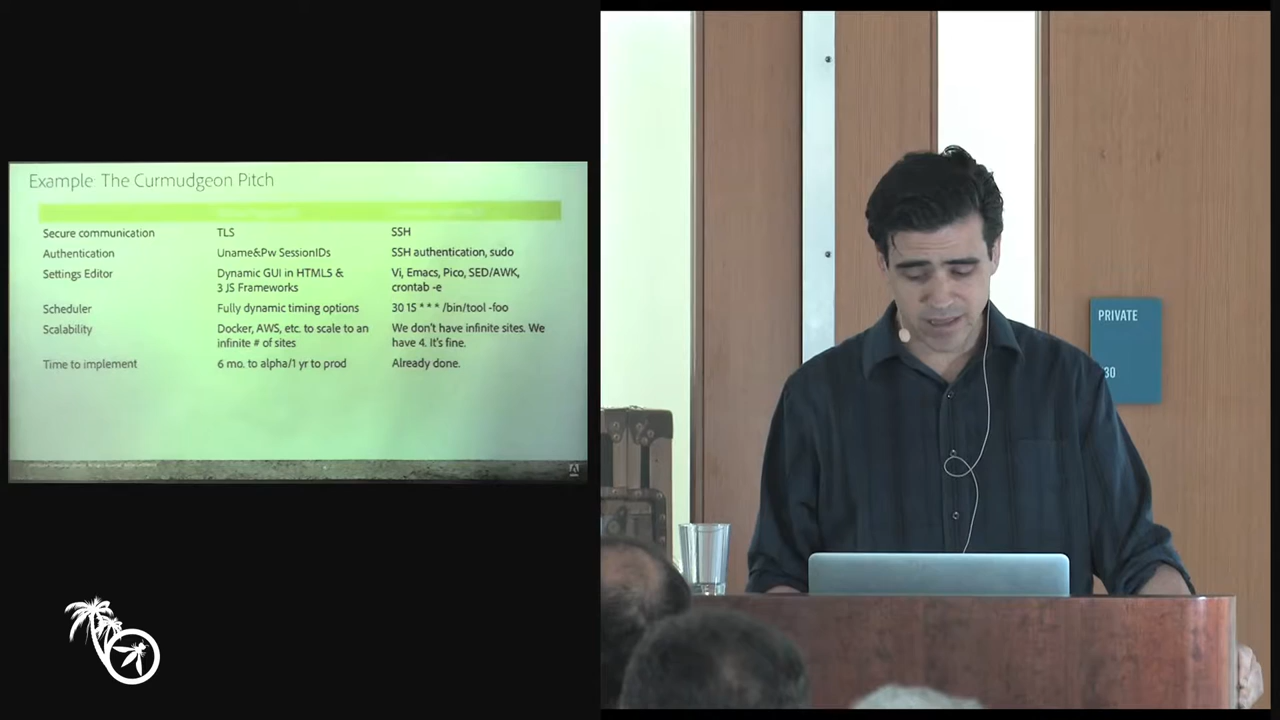 Example: The Curmudgeon Pitch
Secure communication TLS SSH
Authentication Uname&Pw SessionIDs SSH authentication, sudo
Settings Editor Dynamic GUI in HTML5 & Vi, Emacs, Pico, SED/AWK,
3 JS Frameworks crontab -e
Scheduler Fully dynamic timing options 30 15 * * * /bin/tool -foo
Scalability Docker, AWS, etc. to scale to an We don't have infinite sites. We
infinite # of sites have 4. It's fine.
Time to implement 6 mo. to alpha/1 yr to prod Already done.
PRIVATE
30